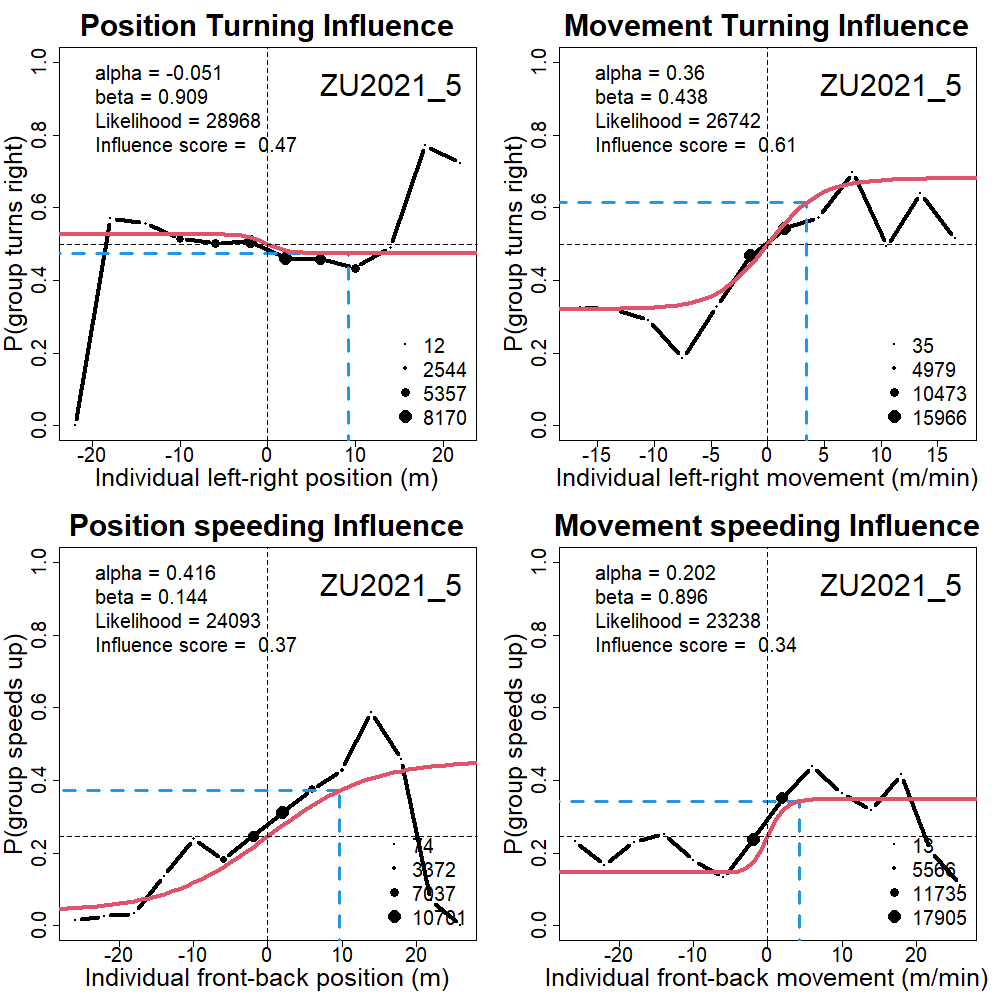 Position Turning Influence
alpha = -0.051
beta = 0.909
Likelihood = 28968
Influence score = 0.47
ZU2021_5
P(group turns right)
0.0 0.2 0.4 0.6 0.8 1.0
12
2544
5357
8170
-20 -10 0 10 20
Individual left-right position (m)
Movement Turning Influence
alpha = 0.36
beta = 0.438
Likelihood = 26742
Influence score = 0.61
ZU2021_5
P(group turns right)
0.0 0.2 0.4 0.6 0.8 1.0
35
4979
10473
15966
-15 -10 -5 0 5 10 15
Individual left-right movement (m/min)
Position speeding Influence
alpha = 0.416
beta = 0.144
Likelihood = 24093
Influence score = 0.37
ZU2021_5
P(group speeds up)
0.0 0.2 0.4 0.6 0.8 1.0
74
3372
7037
10701
-20 -10 0 10 20
Individual front-back position (m)
Movement speeding Influence
alpha = 0.202
beta = 0.896
Likelihood = 23238
Influence score = 0.34
ZU2021_5
P(group speeds up)
0.0 0.2 0.4 0.6 0.8 1.0
13
5566
11735
17905
-20 -10 0 10 20
Individual front-back movement (m/min)